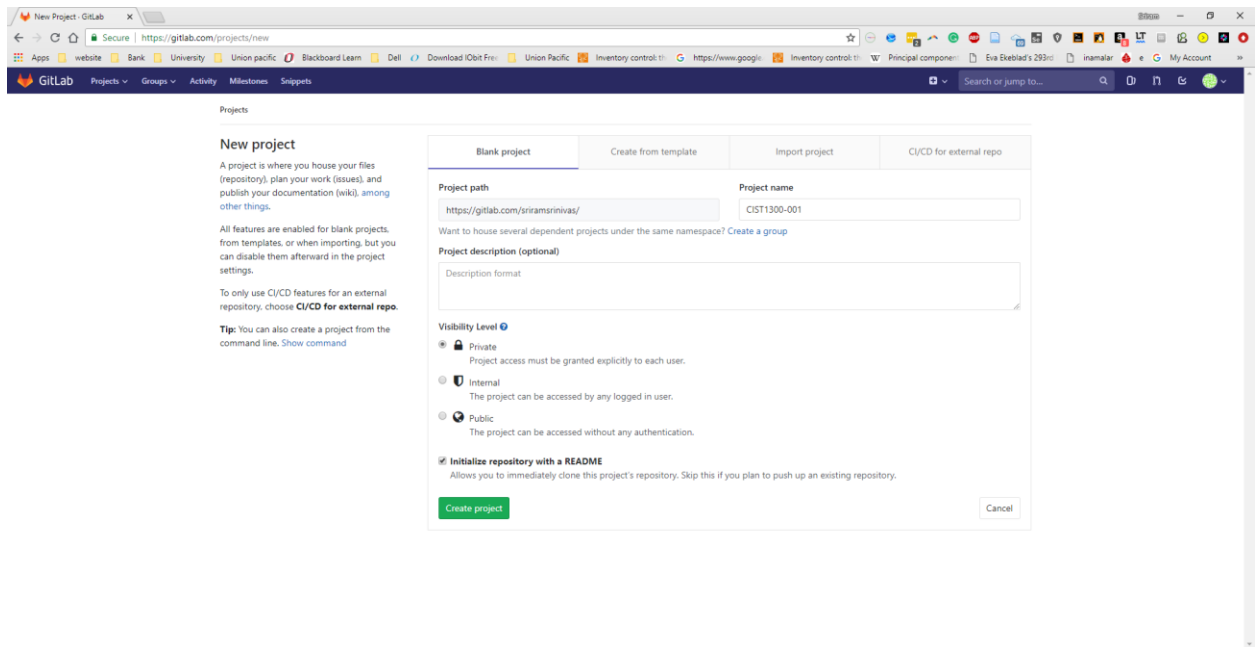 New Project · GitLab
Secure | https://gitlab.com/projects/new
Apps website Bank University Union pacific Blackboard Learn Dell Download IObit Free Union Pacific Inventory control: th https://www.google. Inventory control: th Principal component Eva Ekeblad's 293rd inamalar e My Account »
GitLab Projects Groups Activity Milestones Snippets Search or jump to...
Projects
New project
A project is where you house your files
(repository), plan your work (issues), and
publish your documentation (wiki), among
other things.
All features are enabled for blank projects,
from templates, or when importing, but you
can disable them afterward in the project
settings.
To only use CI/CD features for an external
repository, choose CI/CD for external repo.
Tip: You can also create a project from the
command line. Show command
Blank project Create from template Import project CI/CD for external repo
Project path Project name
https://gitlab.com/sriramsrinivas/ CIST1300-001
Want to house several dependent projects under the same namespace? Create a group
Project description (optional)
Description format
Visibility Level
Private
Project access must be granted explicitly to each user.
Internal
The project can be accessed by any logged in user.
Public
The project can be accessed without any authentication.
Initialize repository with a README
Allows you to immediately clone this project's repository. Skip this if you plan to push up an existing repository.
Create project Cancel